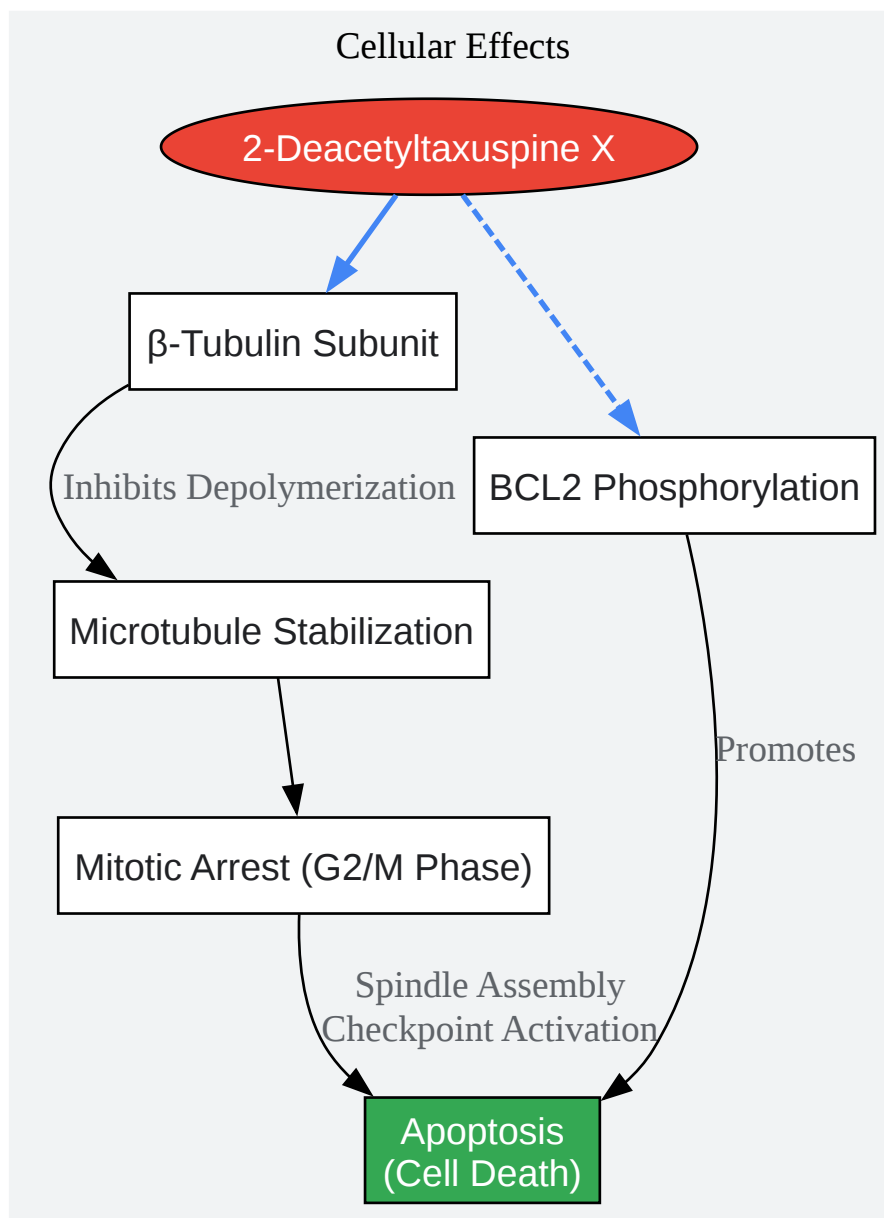 Cellular Effects
2-Deacetyltaxuspine X
β-Tubulin Subunit
Inhibits Depolymerization
BCL2 Phosphorylation
Microtubule Stabilization
Promotes
Mitotic Arrest (G2/M Phase)
Spindle Assembly
Checkpoint Activation
Apoptosis
(Cell Death)